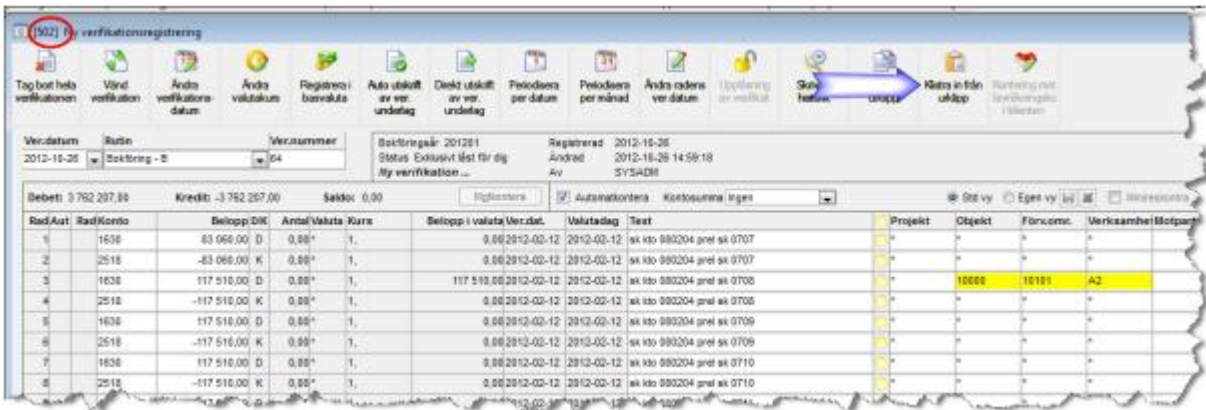 [502] Ny verifikationsregistrering
Tag bort hela verifikationen
Vänd verifikation
Ändra verifikations-datum
Ändra valutakurs
Registrera i basvaluta
Auto utskrift av ver. underlag
Direkt utskrift av ver. underlag
Periodisera per datum
Periodisera per månad
Ändra radens ver.datum
urklipp
Klistra in från urklipp
Ver.datum Rutin Ver.nummer
2012-10-26 Bokföring - B 64
Bokföringsår 201201 Registrerad 2012-10-26
Status Exklusivt låst för dig Ändrad 2012-10-26 14:59:18
Ny verifikation ... Av SYSADM
Debet: 3 762 207,00 Kredit: -3 762 207,00 Saldo: 0,00 Automatkontera Kontosumma Ingen Std vy Egen vy
Rad Aut Rad Konto Belopp D/K Antal Valuta Kurs Belopp i valuta Ver.dat. Valutadag Text Projekt Objekt Förv.omr. Verksamhet Motpart
1 1630 83 060,00 D 0,00 * 1, 0,00 2012-02-12 2012-02-12 sk kto 080204 prel sk 0707 * * * *
2 2518 -83 060,00 K 0,00 * 1, 0,00 2012-02-12 2012-02-12 sk kto 080204 prel sk 0707 * * * *
3 1630 117 510,00 D 0,00 * 1, 117 510,00 2012-02-12 2012-02-12 sk kto 080204 prel sk 0708 * 10000 10101 A2
4 2518 -117 510,00 K 0,00 * 1, 0,00 2012-02-12 2012-02-12 sk kto 080204 prel sk 0708 * * * *
5 1630 117 510,00 D 0,00 * 1, 0,00 2012-02-12 2012-02-12 sk kto 080204 prel sk 0709 * * * *
6 2518 -117 510,00 K 0,00 * 1, 0,00 2012-02-12 2012-02-12 sk kto 080204 prel sk 0709 * * * *
7 1630 117 510,00 D 0,00 * 1, 0,00 2012-02-12 2012-02-12 sk kto 080204 prel sk 0710 * * * *
8 2518 -117 510,00 K 0,00 * 1, 0,00 2012-02-12 2012-02-12 sk kto 080204 prel sk 0710 * * * *